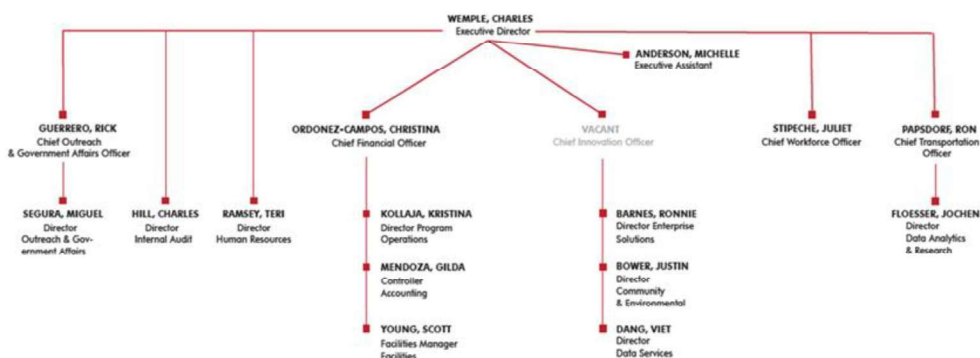 WEMPLE, CHARLES
Executive Director
ANDERSON, MICHELLE
Executive Assistant
GUERRERO, RICK
Chief Outreach
& Government Affairs Officer
ORDONEZ-CAMPOS, CHRISTINA
Chief Financial Officer
VACANT
Chief Innovation Officer
STIPECHE, JULIET
Chief Workforce Officer
PAPSDORF, RON
Chief Transportation
Officer
SEGURA, MIGUEL
Director
Outreach & Gov-
ernment Affairs
HILL, CHARLES
Director
Internal Audit
RAMSEY, TERI
Director
Human Resources
KOLLAJA, KRISTINA
Director Program
Operations
MENDOZA, GILDA
Controller
Accounting
YOUNG, SCOTT
Facilities Manager
Facilities
BARNES, RONNIE
Director Enterprise
Solutions
BOWER, JUSTIN
Director
Community
& Environmental
DANG, VIET
Director
Data Services
FLOESSER, JOCHEN
Director
Data Analytics
& Research